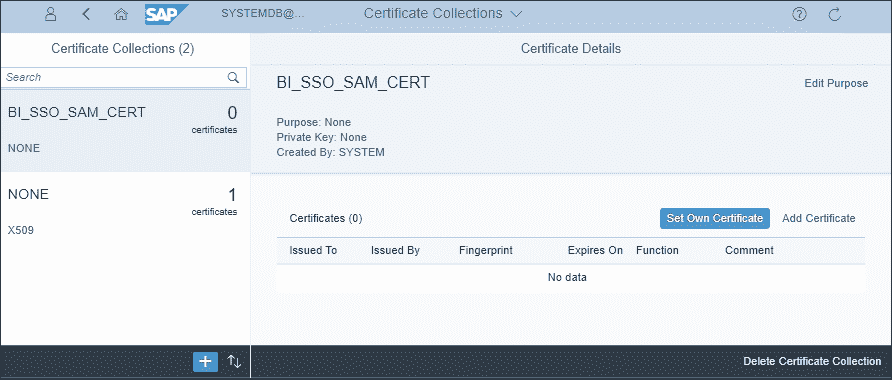 SAP SYSTEMDB@... Certificate Collections
Certificate Collections (2)
Search
BI_SSO_SAM_CERT 0
certificates
NONE
NONE 1
certificates
X509
Certificate Details
BI_SSO_SAM_CERT Edit Purpose
Purpose: None
Private Key: None
Created By: SYSTEM
Certificates (0) Set Own Certificate Add Certificate
Issued To Issued By Fingerprint Expires On Function Comment
No data
Delete Certificate Collection